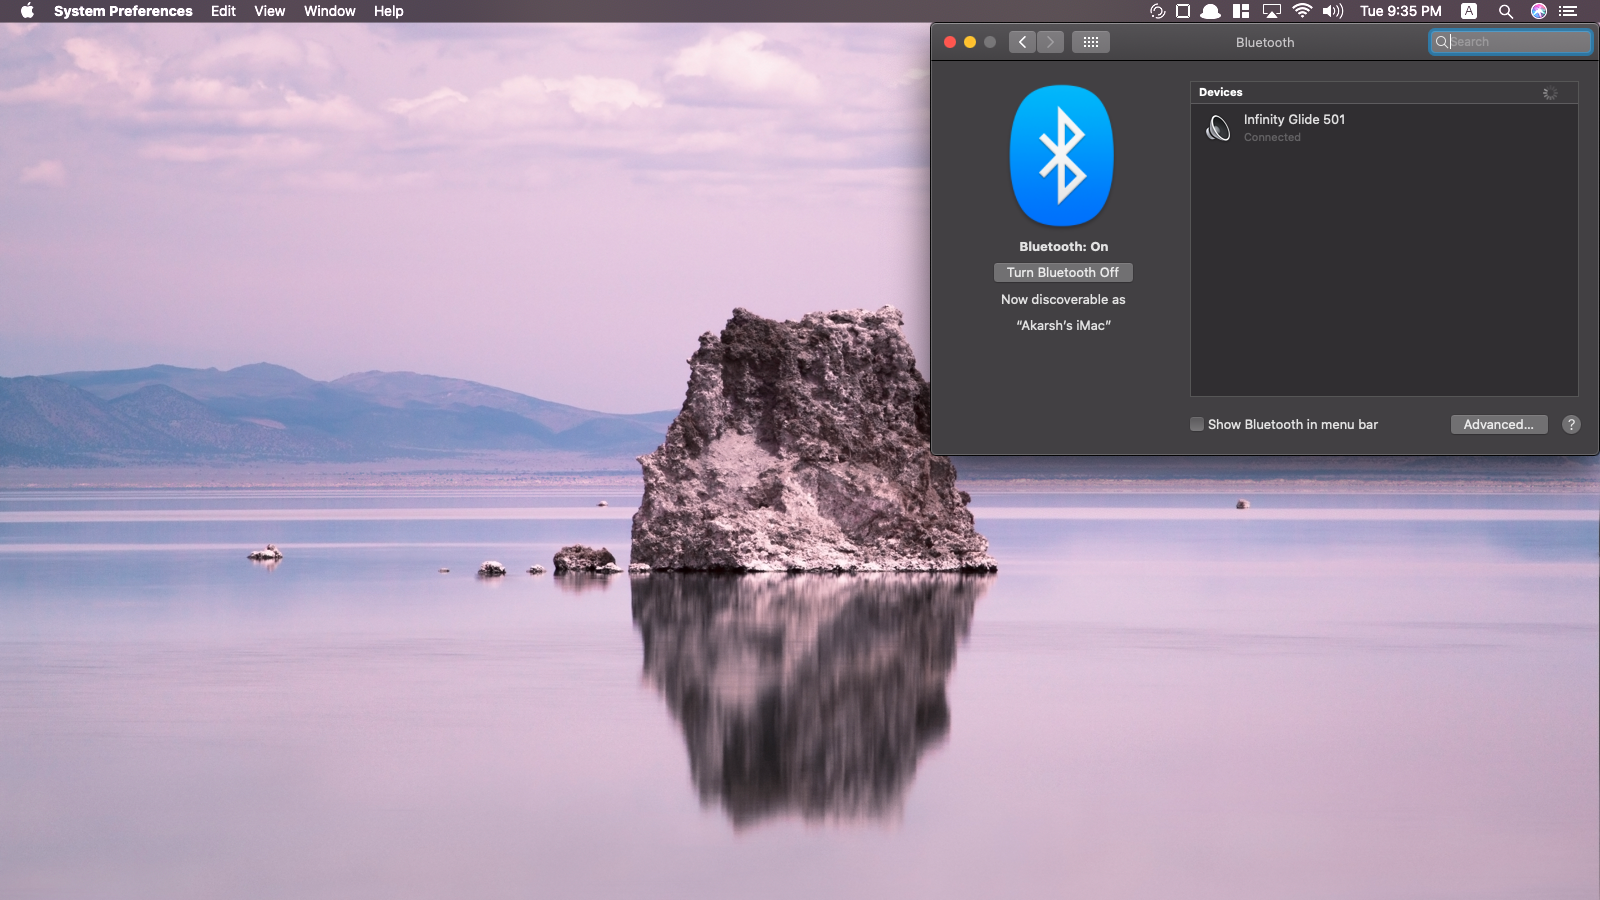 System Preferences Edit View Window Help Tue 9:35 PM A
Bluetooth
Search
Devices
Infinity Glide 501
Connected
Bluetooth: On
Turn Bluetooth Off
Now discoverable as
“Akarsh’s iMac”
Show Bluetooth in menu bar
Advanced...
?